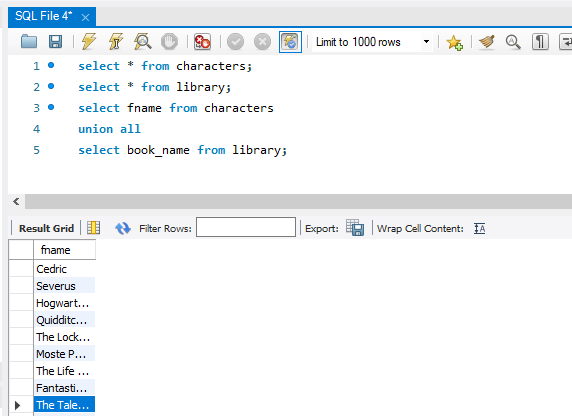 SQL File 4*
Limit to 1000 rows
1 select * from characters;
2 select * from library;
3 select fname from characters
4 union all
5 select book_name from library;
Result Grid Filter Rows: Export: Wrap Cell Content:
fname
Cedric
Severus
Hogwart...
Quidditc...
The Lock...
Moste P...
The Life ...
Fantasti...
The Tale...